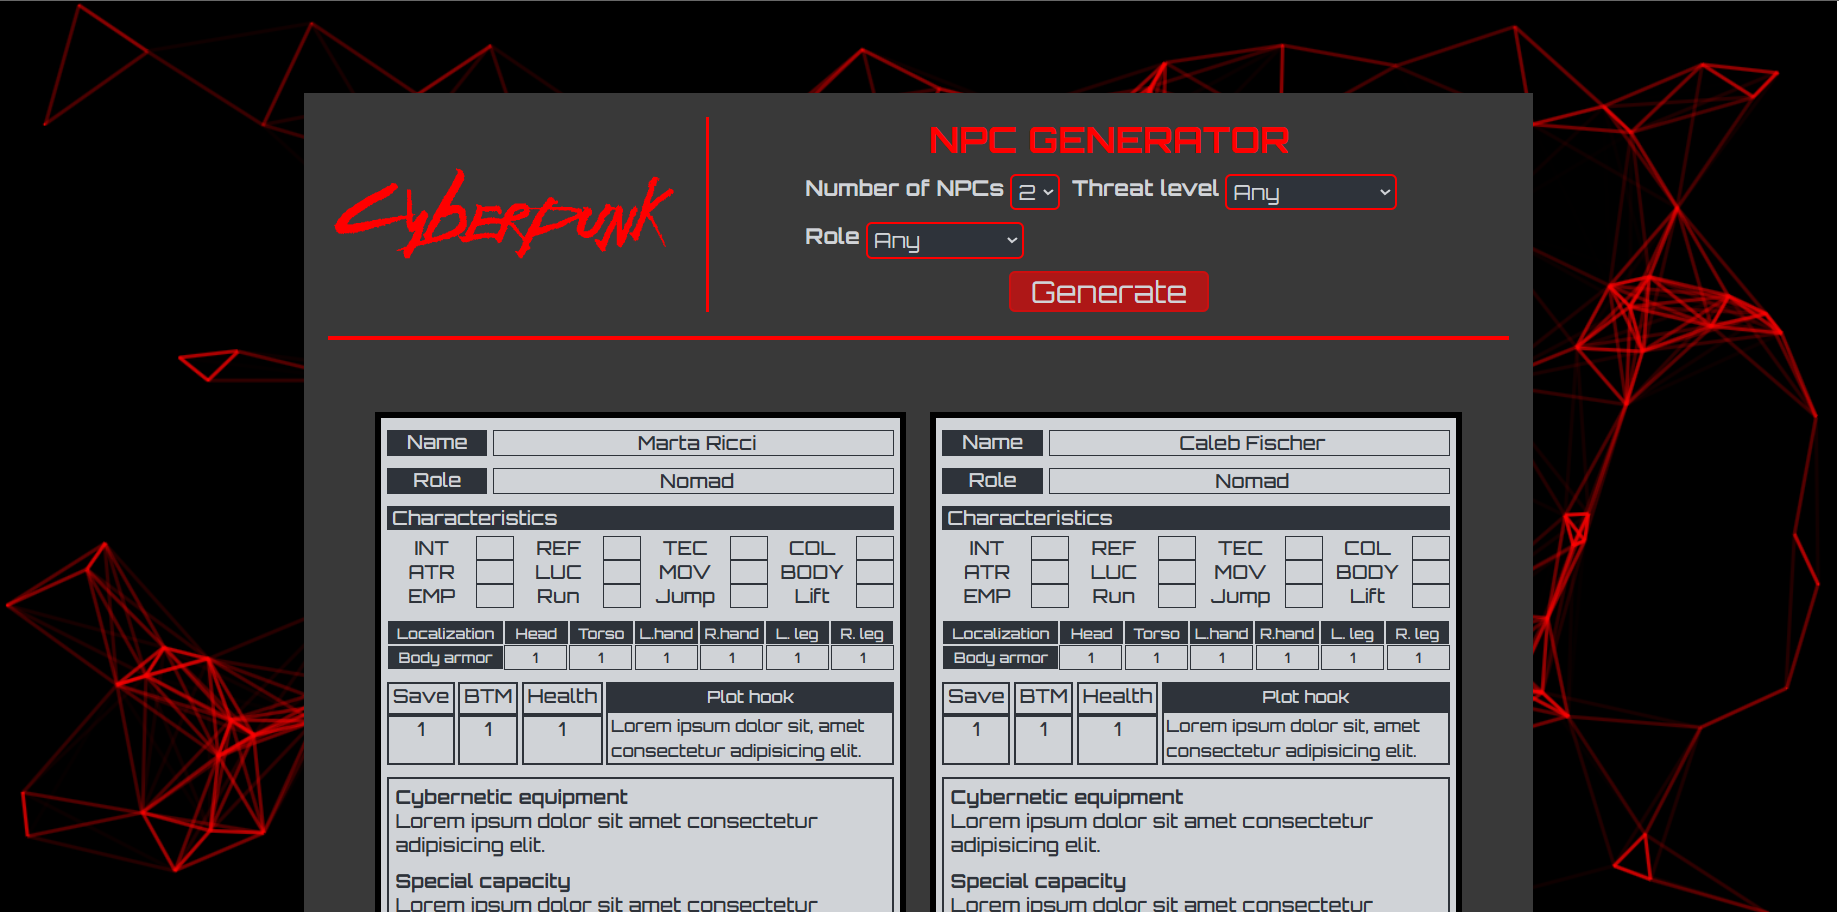 Cyberpunk
NPC GENERATOR
Number of NPCs 2 Threat level Any
Role Any
Generate
Name Marta Ricci
Role Nomad
Characteristics
INT REF TEC COL
ATR LUC MOV BODY
EMP Run Jump Lift
Localization Head Torso L.hand R.hand L. leg R. leg
Body armor 1 1 1 1 1 1
Save BTM Health Plot hook
1 1 1 Lorem ipsum dolor sit, amet
consectetur adipisicing elit.
Cybernetic equipment
Lorem ipsum dolor sit amet consectetur
adipisicing elit.
Special capacity
Lorem ipsum dolor sit amet consectetur
Name Caleb Fischer
Role Nomad
Characteristics
INT REF TEC COL
ATR LUC MOV BODY
EMP Run Jump Lift
Localization Head Torso L.hand R.hand L. leg R. leg
Body armor 1 1 1 1 1 1
Save BTM Health Plot hook
1 1 1 Lorem ipsum dolor sit, amet
consectetur adipisicing elit.
Cybernetic equipment
Lorem ipsum dolor sit amet consectetur
adipisicing elit.
Special capacity
Lorem ipsum dolor sit amet consectetur